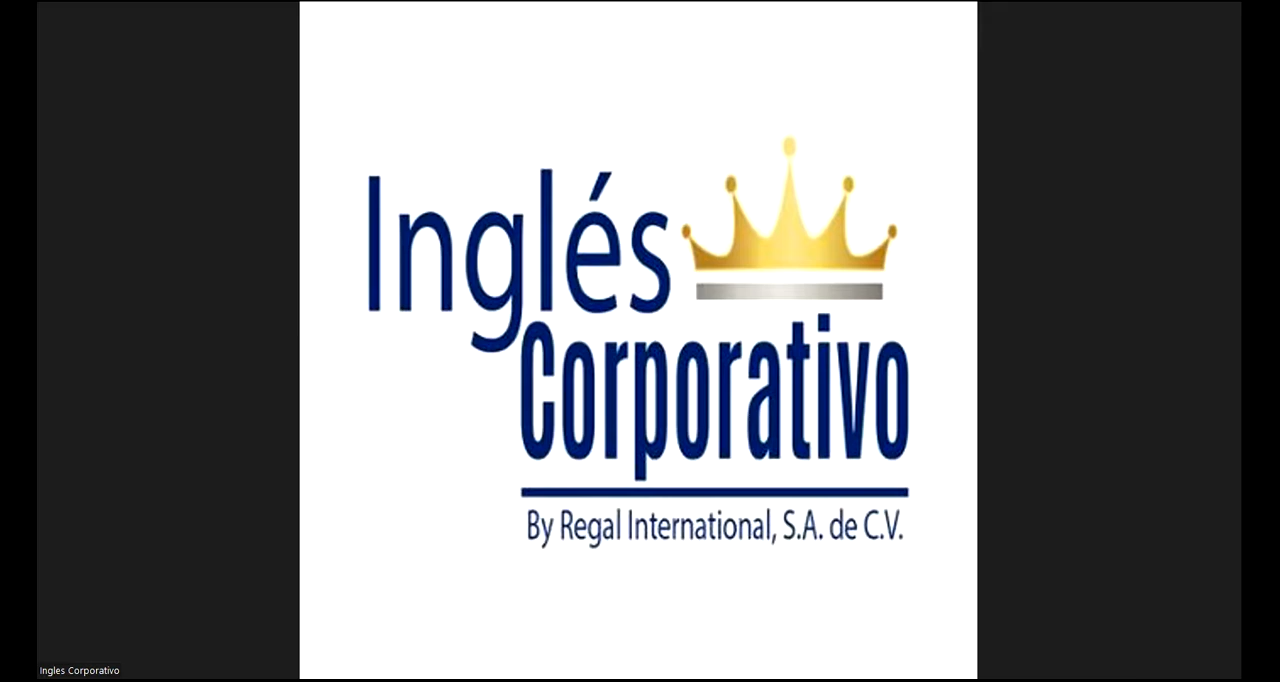 Inglés
Corporativo
By Regal International, S.A. de C.V.
Ingles Corporativo